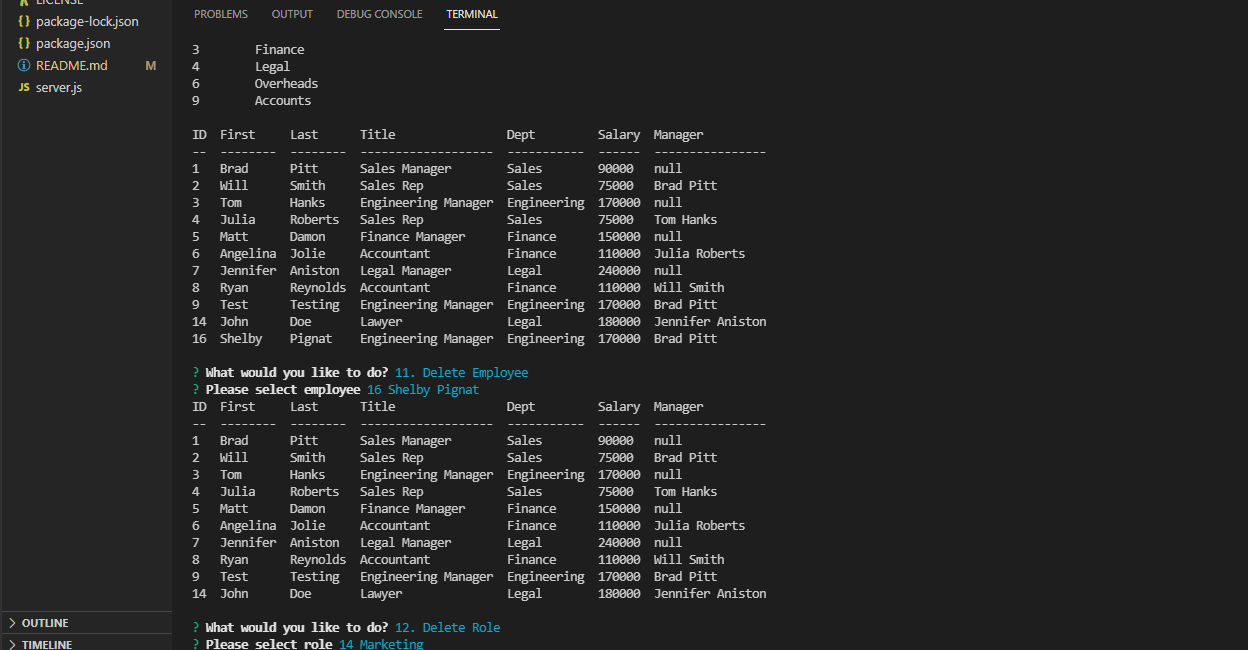 LICENSE
{} package-lock.json
{} package.json
README.md M
JS server.js
OUTLINE
TIMELINE
PROBLEMS OUTPUT DEBUG CONSOLE TERMINAL
3 Finance
4 Legal
6 Overheads
9 Accounts
ID First Last Title Dept Salary Manager
-- -------- -------- ------------------- ----------- ------ ----------------
1 Brad Pitt Sales Manager Sales 90000 null
2 Will Smith Sales Rep Sales 75000 Brad Pitt
3 Tom Hanks Engineering Manager Engineering 170000 null
4 Julia Roberts Sales Rep Sales 75000 Tom Hanks
5 Matt Damon Finance Manager Finance 150000 null
6 Angelina Jolie Accountant Finance 110000 Julia Roberts
7 Jennifer Aniston Legal Manager Legal 240000 null
8 Ryan Reynolds Accountant Finance 110000 Will Smith
9 Test Testing Engineering Manager Engineering 170000 Brad Pitt
14 John Doe Lawyer Legal 180000 Jennifer Aniston
16 Shelby Pignat Engineering Manager Engineering 170000 Brad Pitt
? What would you like to do? 11. Delete Employee
? Please select employee 16 Shelby Pignat
ID First Last Title Dept Salary Manager
-- -------- -------- ------------------- ----------- ------ ----------------
1 Brad Pitt Sales Manager Sales 90000 null
2 Will Smith Sales Rep Sales 75000 Brad Pitt
3 Tom Hanks Engineering Manager Engineering 170000 null
4 Julia Roberts Sales Rep Sales 75000 Tom Hanks
5 Matt Damon Finance Manager Finance 150000 null
6 Angelina Jolie Accountant Finance 110000 Julia Roberts
7 Jennifer Aniston Legal Manager Legal 240000 null
8 Ryan Reynolds Accountant Finance 110000 Will Smith
9 Test Testing Engineering Manager Engineering 170000 Brad Pitt
14 John Doe Lawyer Legal 180000 Jennifer Aniston
? What would you like to do? 12. Delete Role
? Please select role 14 Marketing